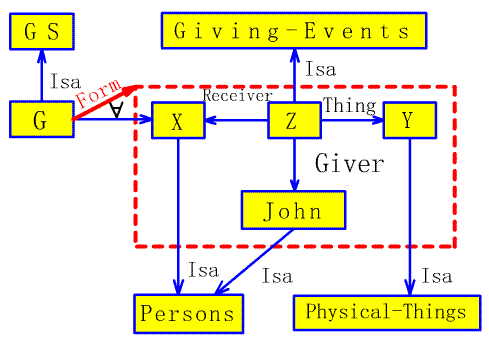 GS
Giving-Events
Isa
Isa
Form
∀
Receiver
Thing
G
X
Z
Y
Giver
John
Isa
Isa
Isa
Persons
Physical-Things